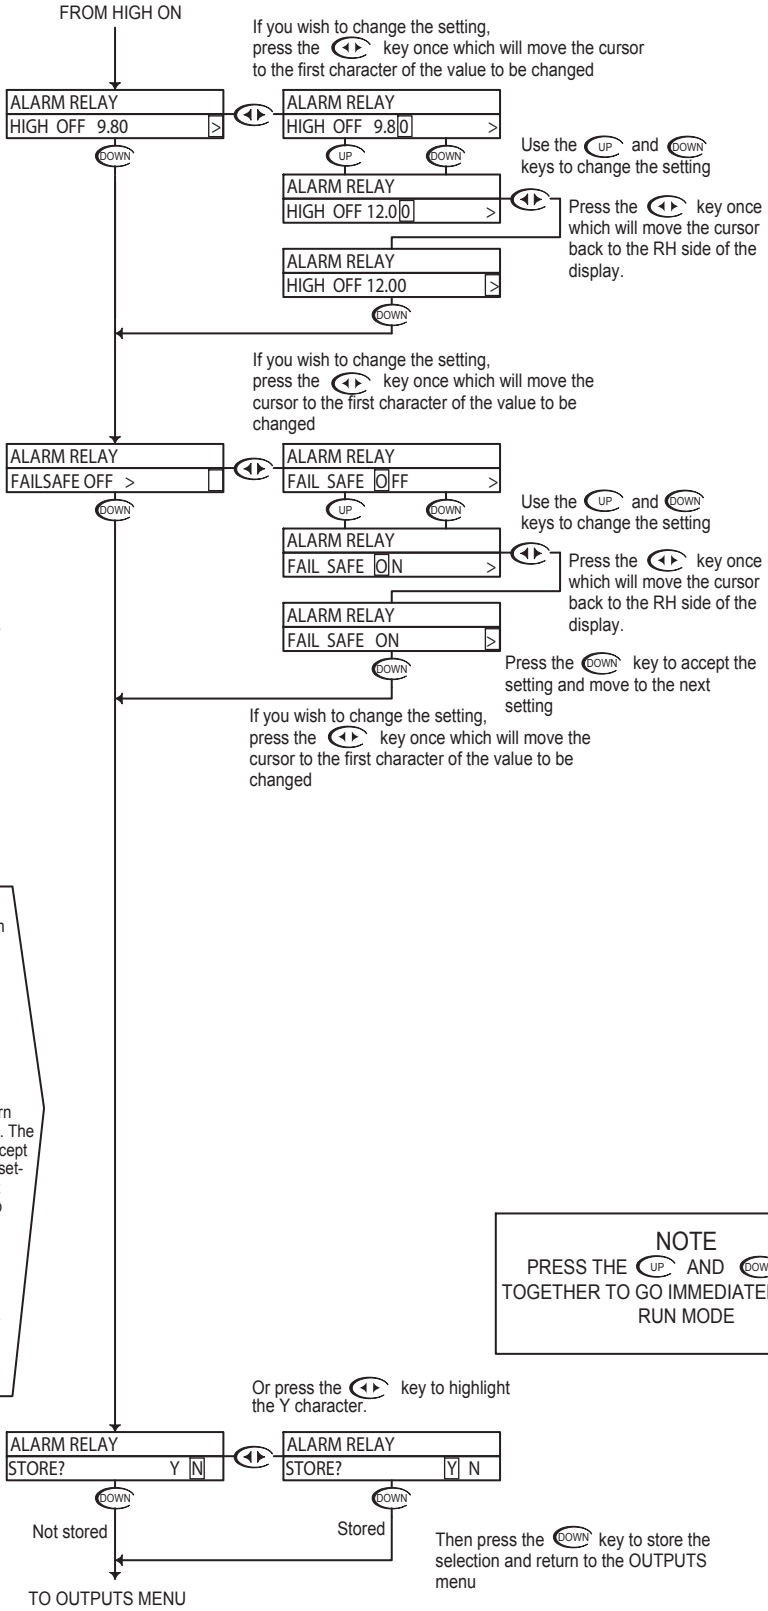 FROM HIGH ON
If you wish to change the setting,
press the key once which will move the cursor
to the first character of the value to be changed
ALARM RELAY
HIGH OFF 9.80 >
ALARM RELAY
HIGH OFF 9.80 >
DOWN
UP
DOWN
Use the UP and DOWN
keys to change the setting
ALARM RELAY
HIGH OFF 12.00 >
Press the key once
which will move the cursor
back to the RH side of the
display.
ALARM RELAY
HIGH OFF 12.00 >
DOWN
If you wish to change the setting,
press the key once which will move the
cursor to the first character of the value to be
changed
ALARM RELAY
FAILSAFE OFF >
ALARM RELAY
FAIL SAFE OFF >
DOWN
UP
DOWN
Use the UP and DOWN
keys to change the setting
ALARM RELAY
FAIL SAFE ON >
Press the key once
which will move the cursor
back to the RH side of the
display.
ALARM RELAY
FAIL SAFE ON >
DOWN
Press the DOWN key to accept the
setting and move to the next
setting
If you wish to change the setting,
press the key once which will move the
cursor to the first character of the value to be
changed
. The
cept
set-
NOTE
PRESS THE UP AND
TOGETHER TO GO
RUN MODE
Or press the key to highlight
the Y character.
ALARM RELAY
STORE? Y N
ALARM RELAY
STORE? Y N
DOWN
DOWN
Not stored
Stored
Then press the DOWN key to store the
selection and return to the OUTPUTS
menu
TO OUTPUTS MENU